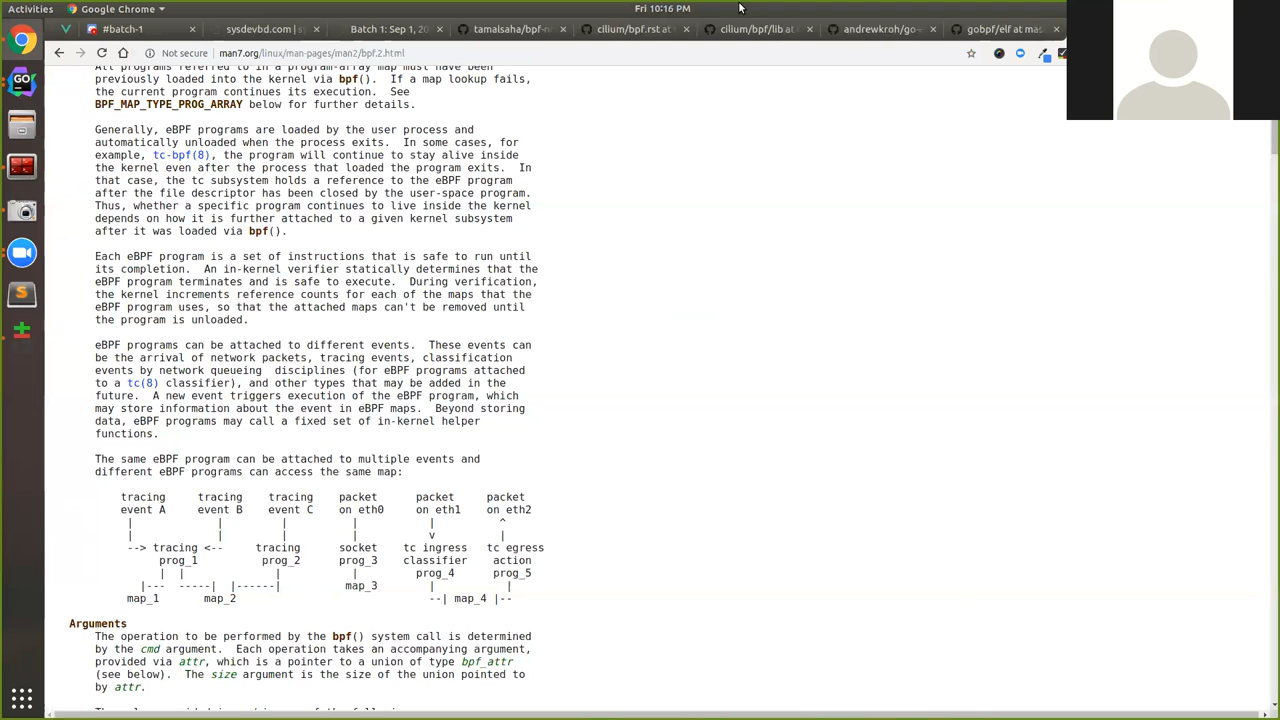 Activities Google Chrome Fri 10:16 PM
#batch-1 × sysdevbd.com | × Batch 1: Sep 1, 20 × tamalsaha/bpf-n × cilium/bpf.rst at × cilium/bpf/lib at × andrewkroh/go- × gobpf/elf at mas ×
Not secure | man7.org/linux/man-pages/man2/bpf.2.html
All programs referred to in a program-array map must have been
previously loaded into the kernel via bpf(). If a map lookup fails,
the current program continues its execution. See
BPF_MAP_TYPE_PROG_ARRAY below for further details.
Generally, eBPF programs are loaded by the user process and
automatically unloaded when the process exits. In some cases, for
example, tc-bpf(8), the program will continue to stay alive inside
the kernel even after the process that loaded the program exits. In
that case, the tc subsystem holds a reference to the eBPF program
after the file descriptor has been closed by the user-space program.
Thus, whether a specific program continues to live inside the kernel
depends on how it is further attached to a given kernel subsystem
after it was loaded via bpf().
Each eBPF program is a set of instructions that is safe to run until
its completion. An in-kernel verifier statically determines that the
eBPF program terminates and is safe to execute. During verification,
the kernel increments reference counts for each of the maps that the
eBPF program uses, so that the attached maps can't be removed until
the program is unloaded.
eBPF programs can be attached to different events. These events can
be the arrival of network packets, tracing events, classification
events by network queueing disciplines (for eBPF programs attached
to a tc(8) classifier), and other types that may be added in the
future. A new event triggers execution of the eBPF program, which
may store information about the event in eBPF maps. Beyond storing
data, eBPF programs may call a fixed set of in-kernel helper
functions.
The same eBPF program can be attached to multiple events and
different eBPF programs can access the same map:
tracing tracing tracing packet packet packet
event A event B event C on eth0 on eth1 on eth2
| | | | | ^
| | | | v |
--> tracing <-- tracing socket tc ingress tc egress
prog_1 prog_2 prog_3 classifier action
| | | | prog_4 prog_5
|--- -----| |------| map_3 | |
map_1 map_2 --| map_4 |--
Arguments
The operation to be performed by the bpf() system call is determined
by the cmd argument. Each operation takes an accompanying argument,
provided via attr, which is a pointer to a union of type bpf_attr
(see below). The size argument is the size of the union pointed to
by attr.